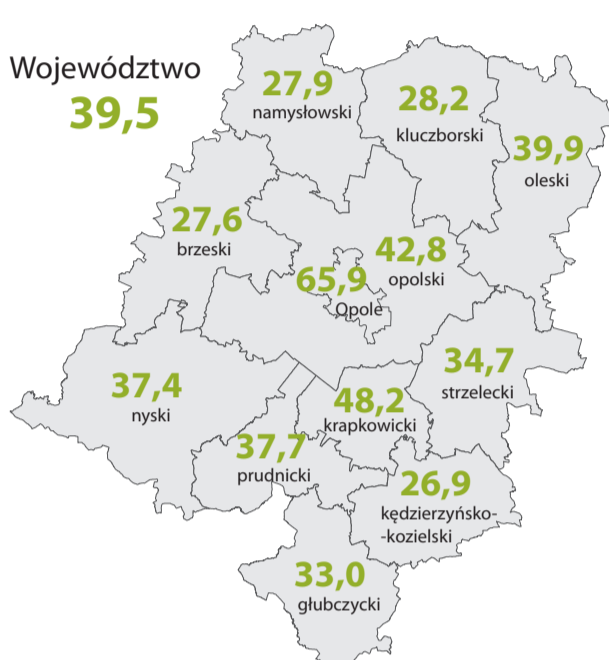 Województwo
39,5
27,9
namysłowski
28,2
kluczborski
39,9
oleski
27,6
brzeski
42,8
opolski
65,9
Opole
34,7
strzelecki
37,4
nyski
48,2
krapkowicki
37,7
prudnicki
26,9
kędzierzyńsko-
-kozielski
33,0
głubczycki